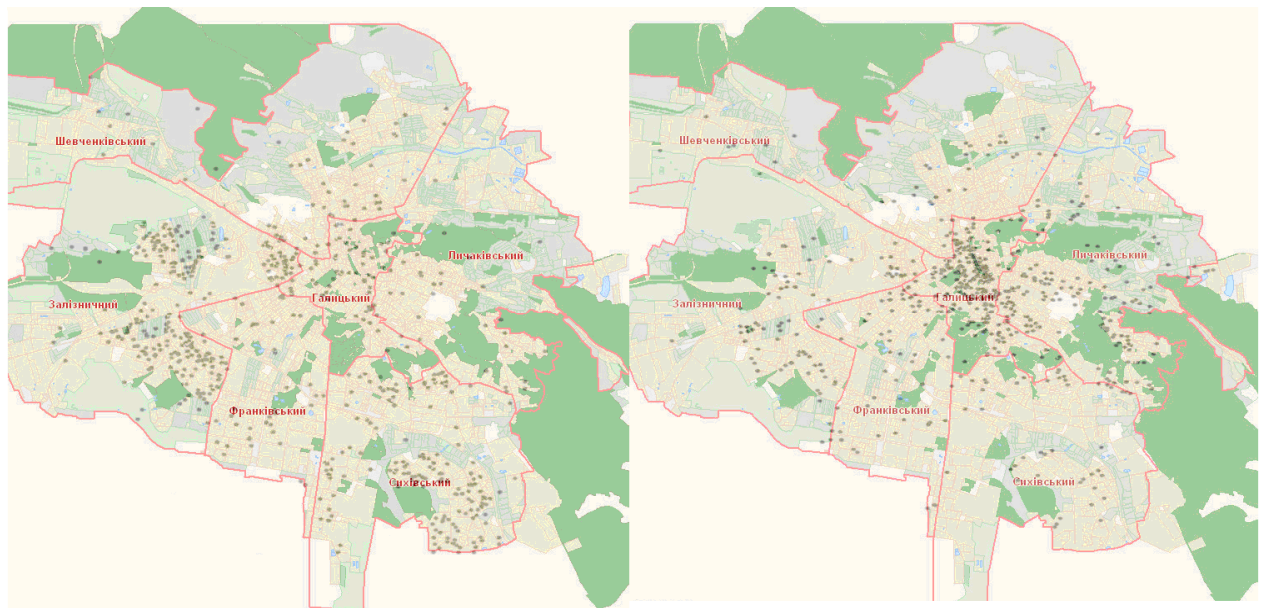 Шевченківський
Личаківський
Залізничний
Галицький
Франківський
Сихівський
Шевченківський
Личаківський
Залізничний
Галицький
Франківський
Сихівський